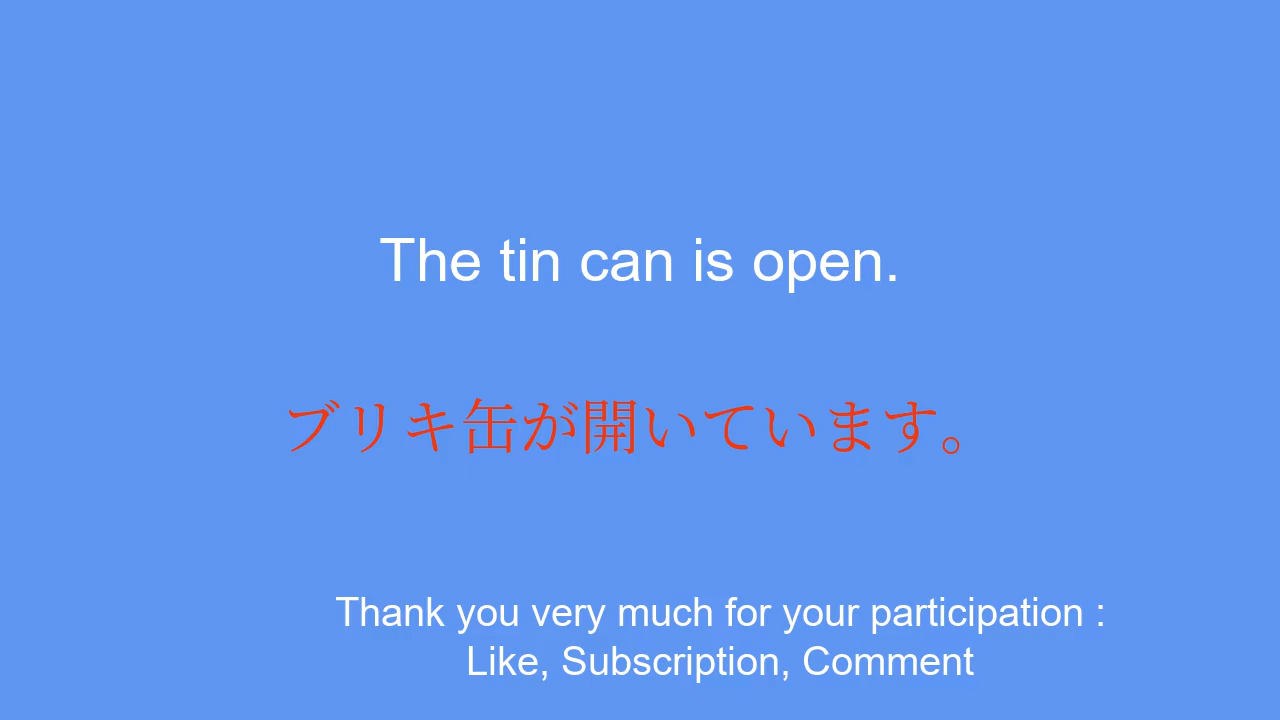 The tin can is open.
ブリキ缶が開いています。
Thank you very much for your participation :
Like, Subscription, Comment